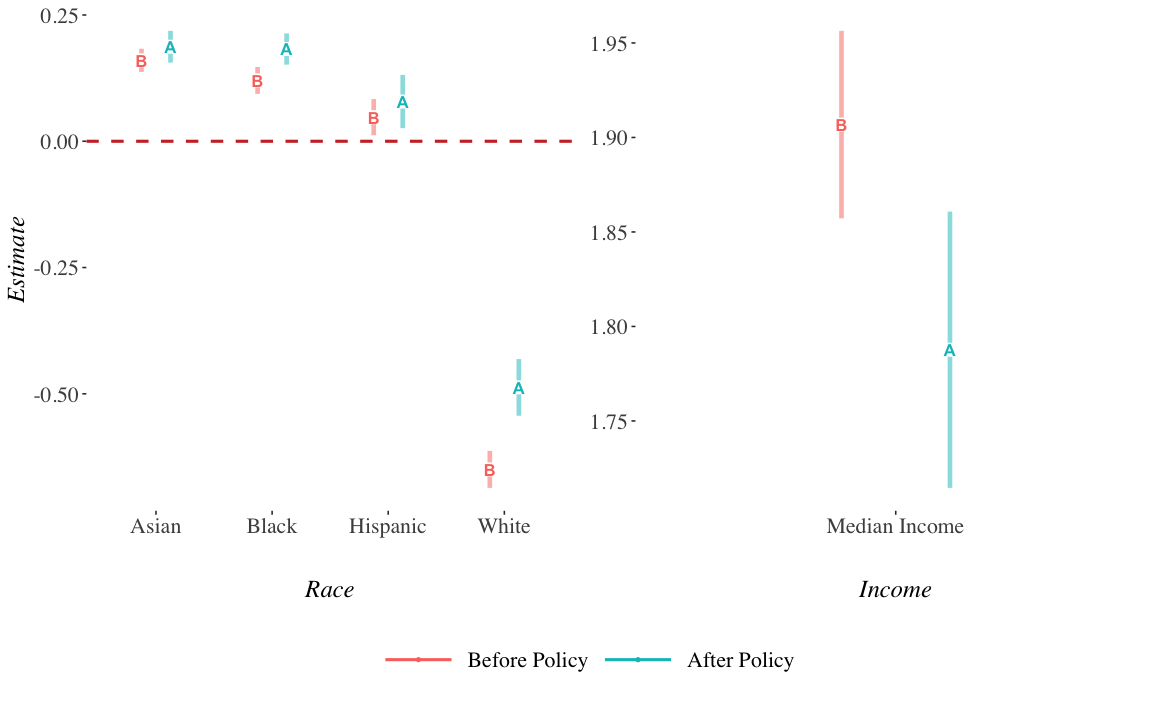 0.25
0.00
-0.25
-0.50
Estimate
B A B A B A B A
Asian Black Hispanic White
Race
1.95
1.90
1.85
1.80
1.75
B
A
Median Income
Income
Before Policy After Policy